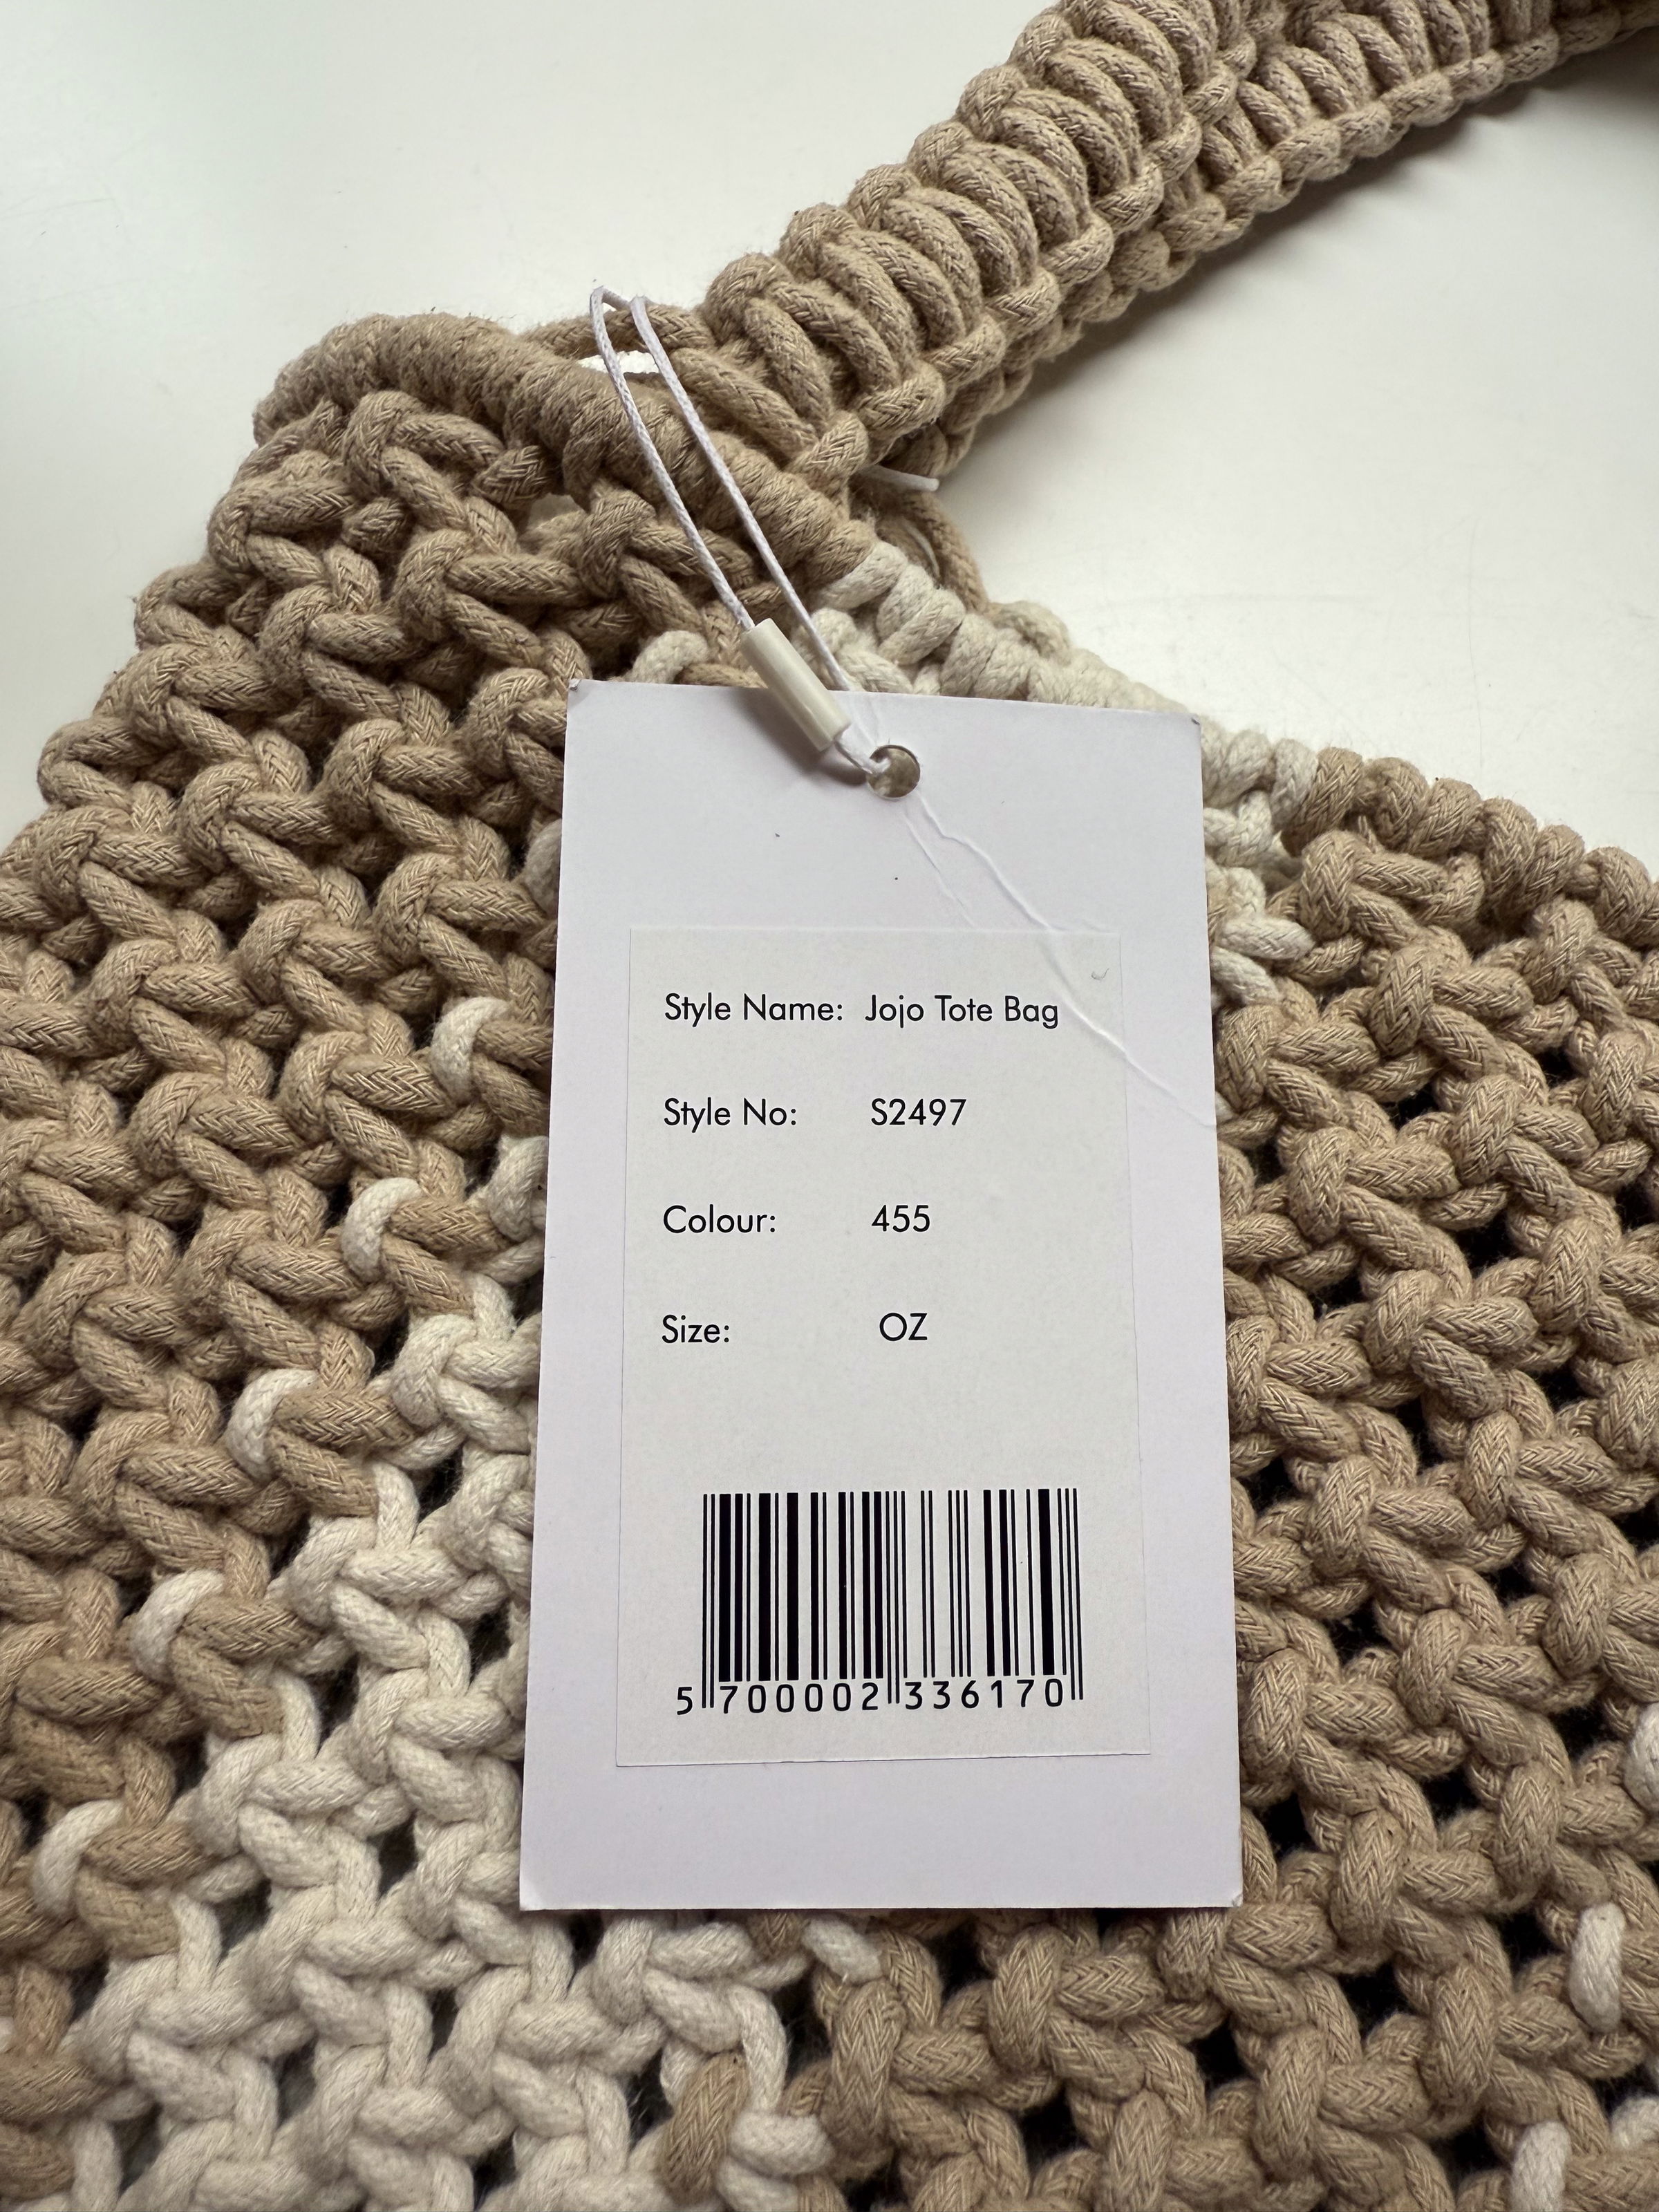 Style Name: Jojo Tote Bag
Style No: S2497
Colour: 455
Size: OZ
5 700002 336170